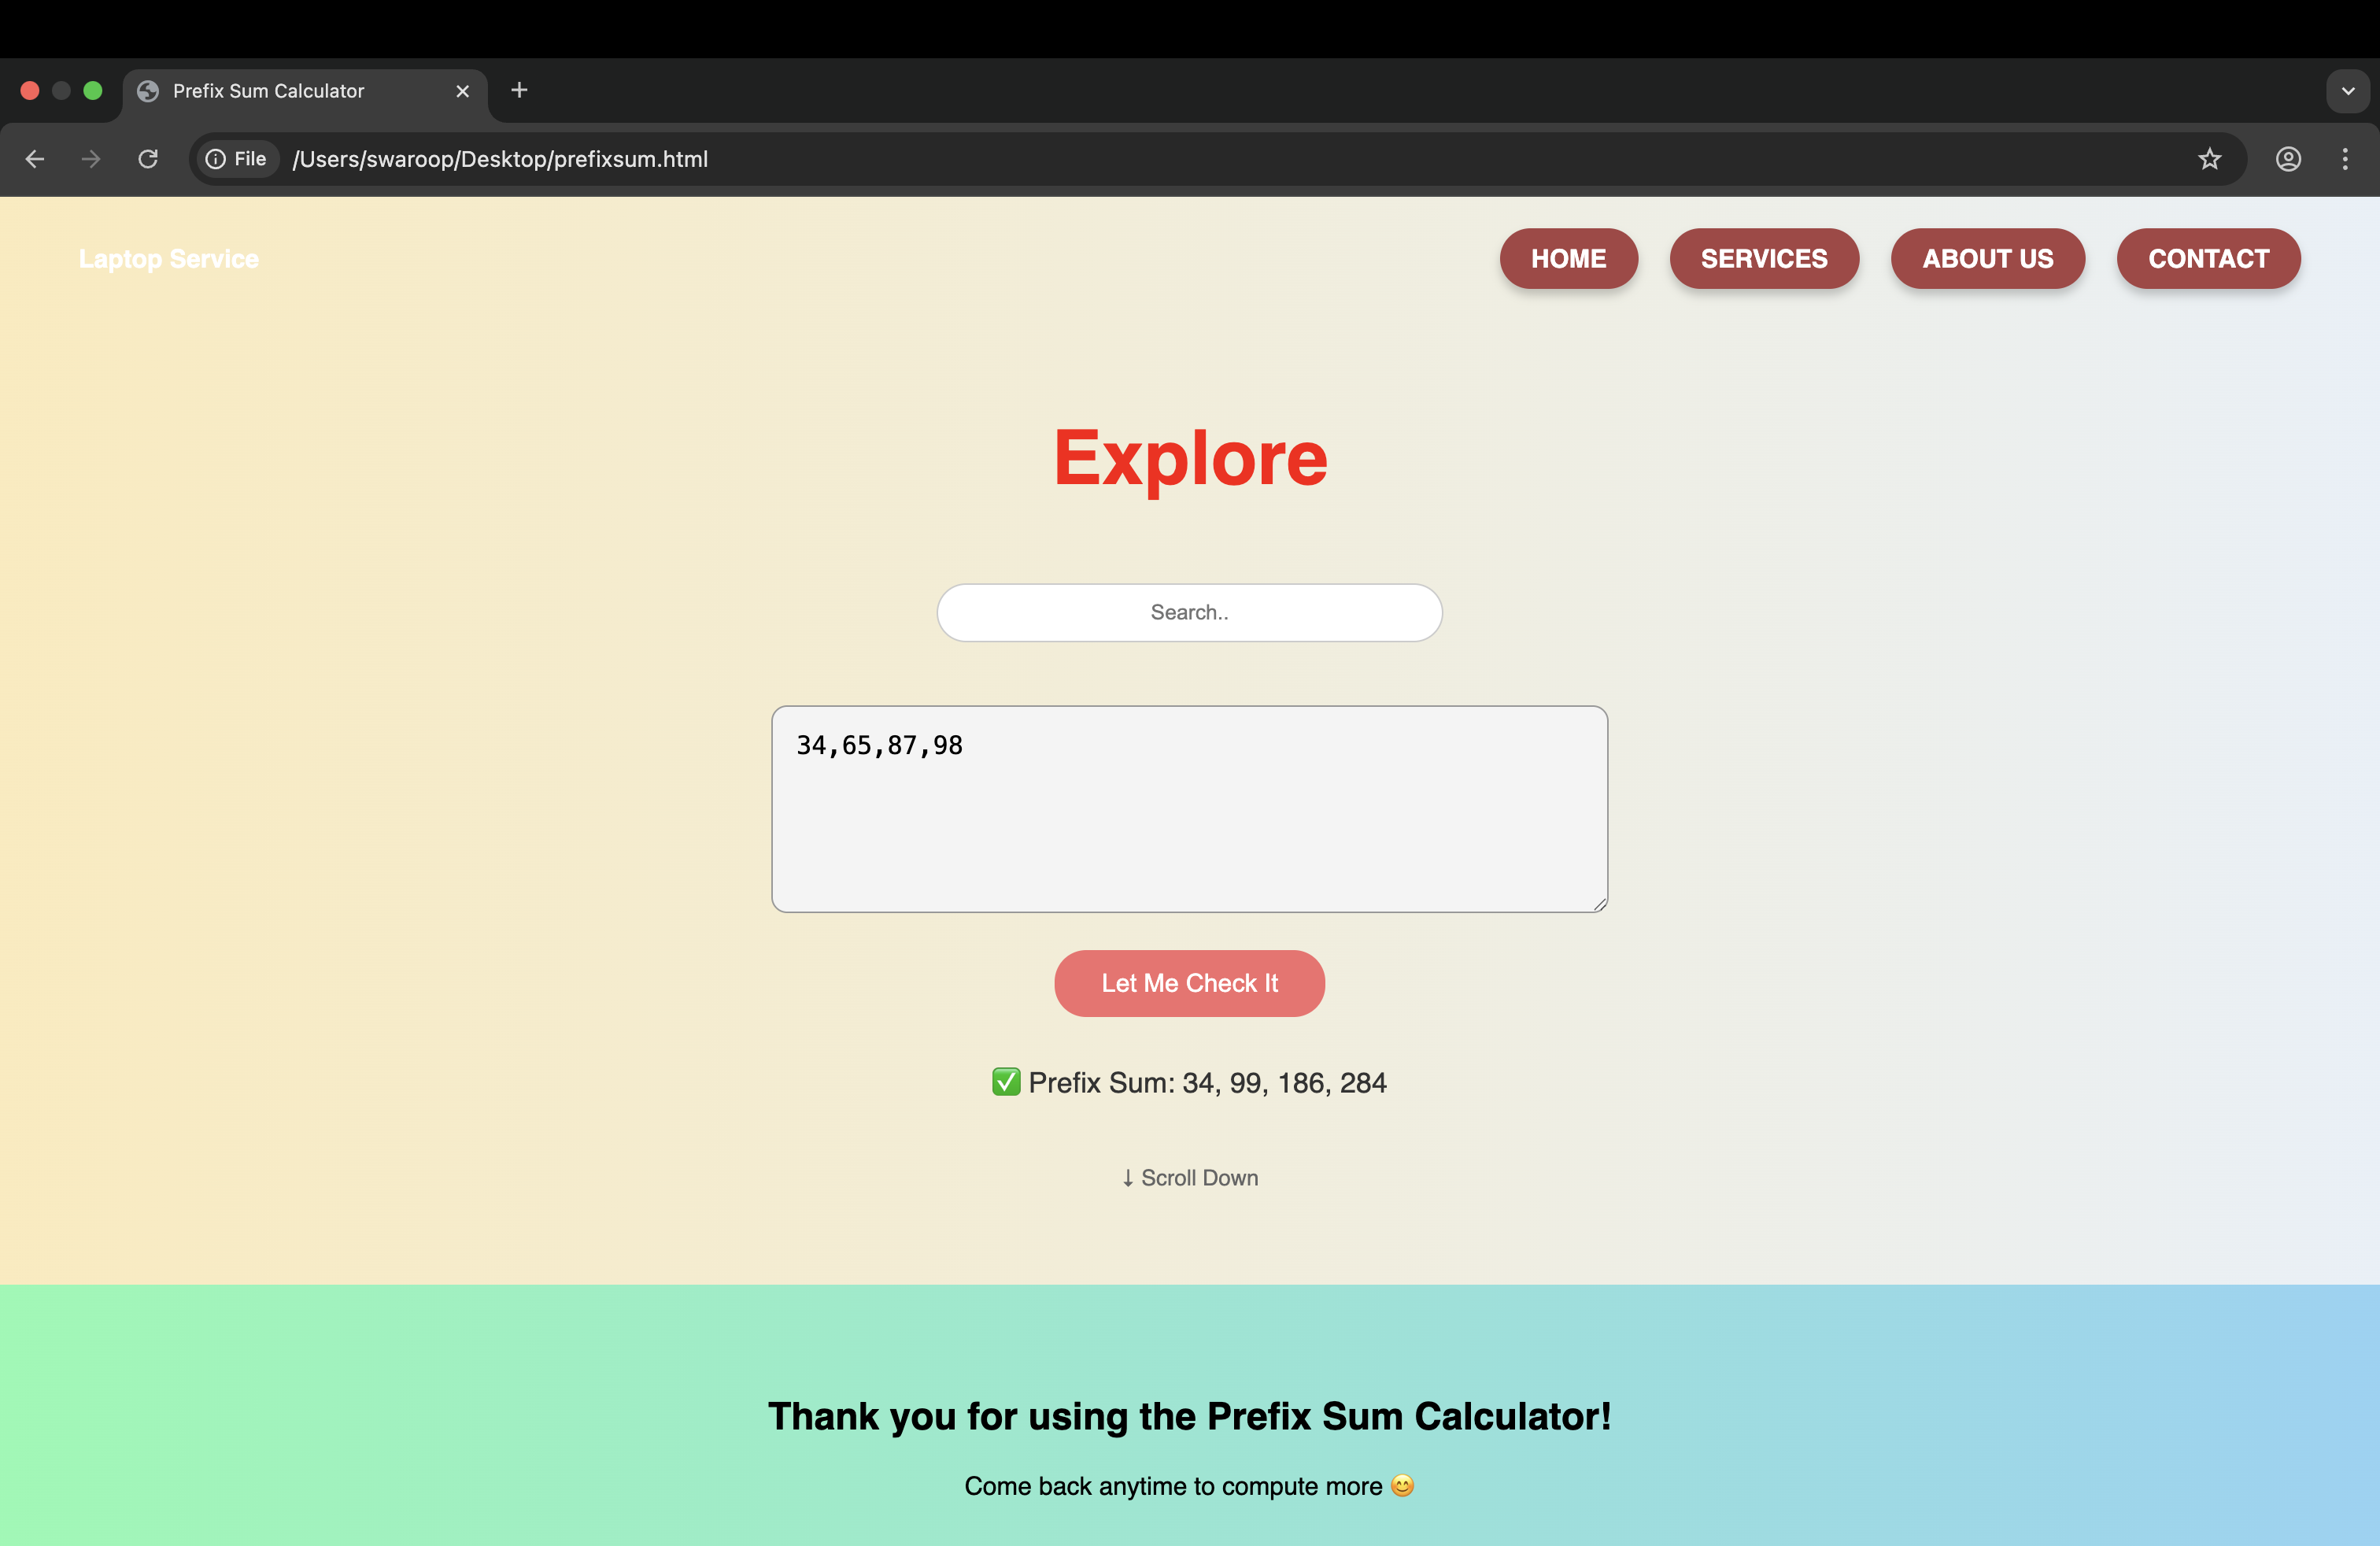 Prefix Sum Calculator
File /Users/swaroop/Desktop/prefixsum.html
Laptop Service HOME SERVICES ABOUT US CONTACT
Explore
Search..
34,65,87,98
Let Me Check It
✅ Prefix Sum: 34, 99, 186, 284
↓ Scroll Down
Thank you for using the Prefix Sum Calculator!
Come back anytime to compute more 😊